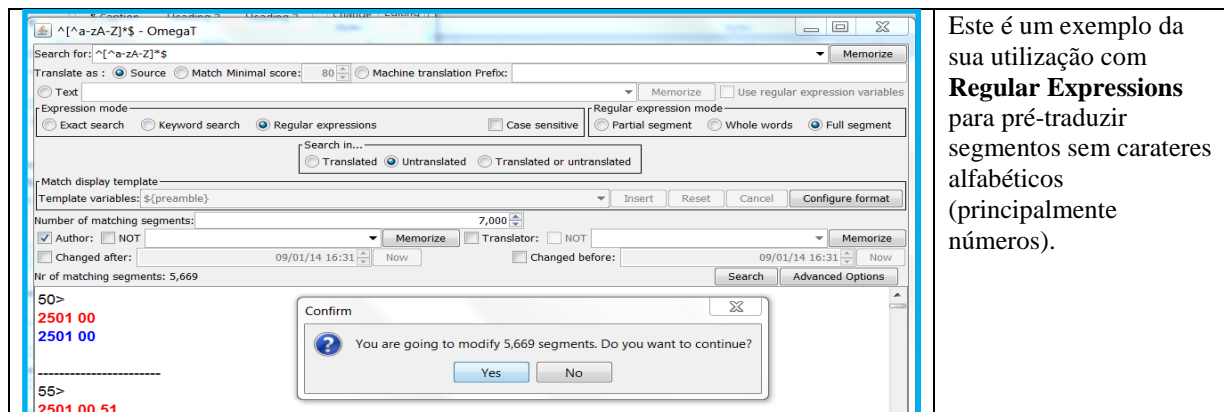 ^[^a-zA-Z]*$ - OmegaT
Search for: ^[^a-zA-Z]*$ Memorize
Translate as : Source Match Minimal score: 80 Machine translation Prefix:
Text Memorize Use regular expression variables
Expression mode Regular expression mode
Exact search Keyword search Regular expressions Case sensitive Partial segment Whole words Full segment
Search in...
Translated Untranslated Translated or untranslated
Match display template
Template variables: ${preamble} Insert Reset Cancel Configure format
Number of matching segments: 7,000
Author: NOT Memorize Translator: NOT Memorize
Changed after: 09/01/14 16:31 Now Changed before: 09/01/14 16:31 Now
Nr of matching segments: 5,669 Search Advanced Options
50>
2501 00
2501 00
-----------------------
55>
2501 00 51
Confirm
You are going to modify 5,669 segments. Do you want to continue?
Yes No
Este é um exemplo da
sua utilização com
Regular Expressions
para pré-traduzir
segmentos sem carateres
alfabéticos
(principalmente
números).